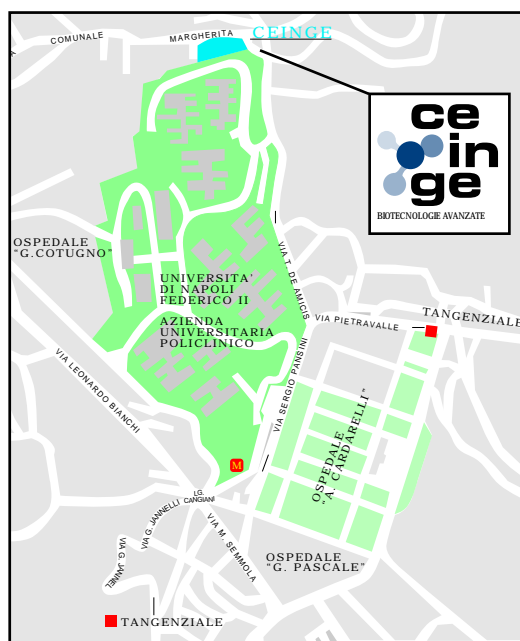 COMUNALE MARGHERITA
CEINGE
ce
in
ge
BIOTECNOLOGIE AVANZATE
OSPEDALE
"G.COTUGNO"
UNIVERSITA'
DI NAPOLI
FEDERICO II
AZIENDA
UNIVERSITARIA
POLICLINICO
VIA T. DE AMICIS
VIA PIETRAVALLE
TANGENZIALE
VIA LEONARDO BIANCHI
VIA SERGIO PANSINI
OSPEDALE
"A. CARDARELLI"
M
LG.
CANGIANI
VIA G. JANNELLI
VIA G. JANNEL
VIA M. SEMMOLA
OSPEDALE
"G. PASCALE"
TANGENZIALE